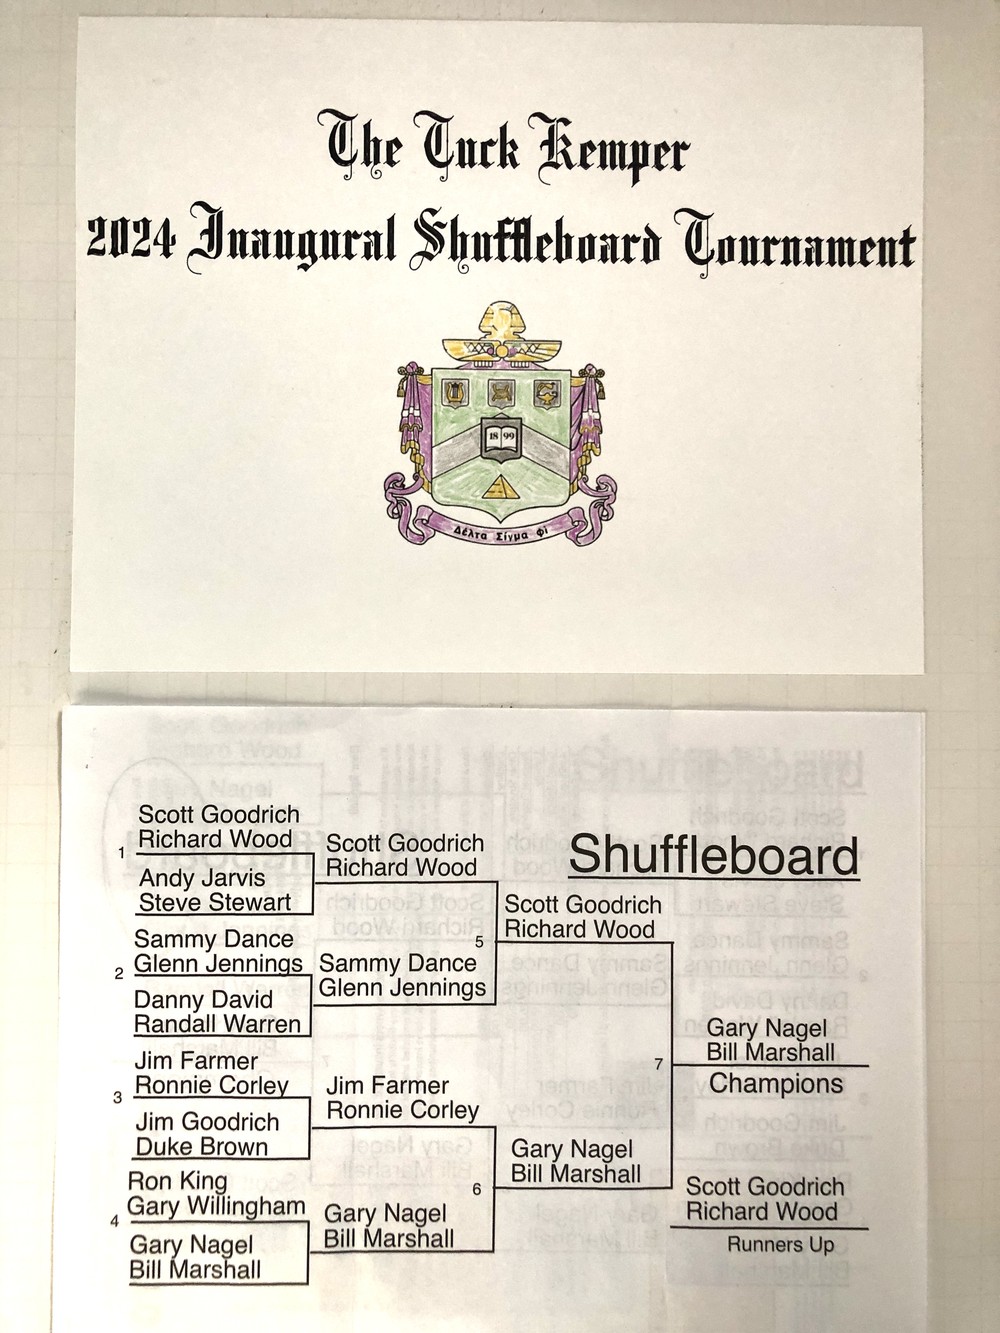 The Tuck Kemper
2024 Inaugural Shuffleboard Tournament
18 99
Δέλτα Σίγμα Φί
Shuffleboard
Scott Goodrich
Richard Wood
1
Andy Jarvis
Steve Stewart
Sammy Dance
Glenn Jennings
2
Danny David
Randall Warren
Jim Farmer
Ronnie Corley
3
Jim Goodrich
Duke Brown
Ron King
Gary Willingham
4
Gary Nagel
Bill Marshall
Scott Goodrich
Richard Wood
5
Sammy Dance
Glenn Jennings
Jim Farmer
Ronnie Corley
6
Gary Nagel
Bill Marshall
Scott Goodrich
Richard Wood
7
Gary Nagel
Bill Marshall
Gary Nagel
Bill Marshall
Champions
Scott Goodrich
Richard Wood
Runners Up